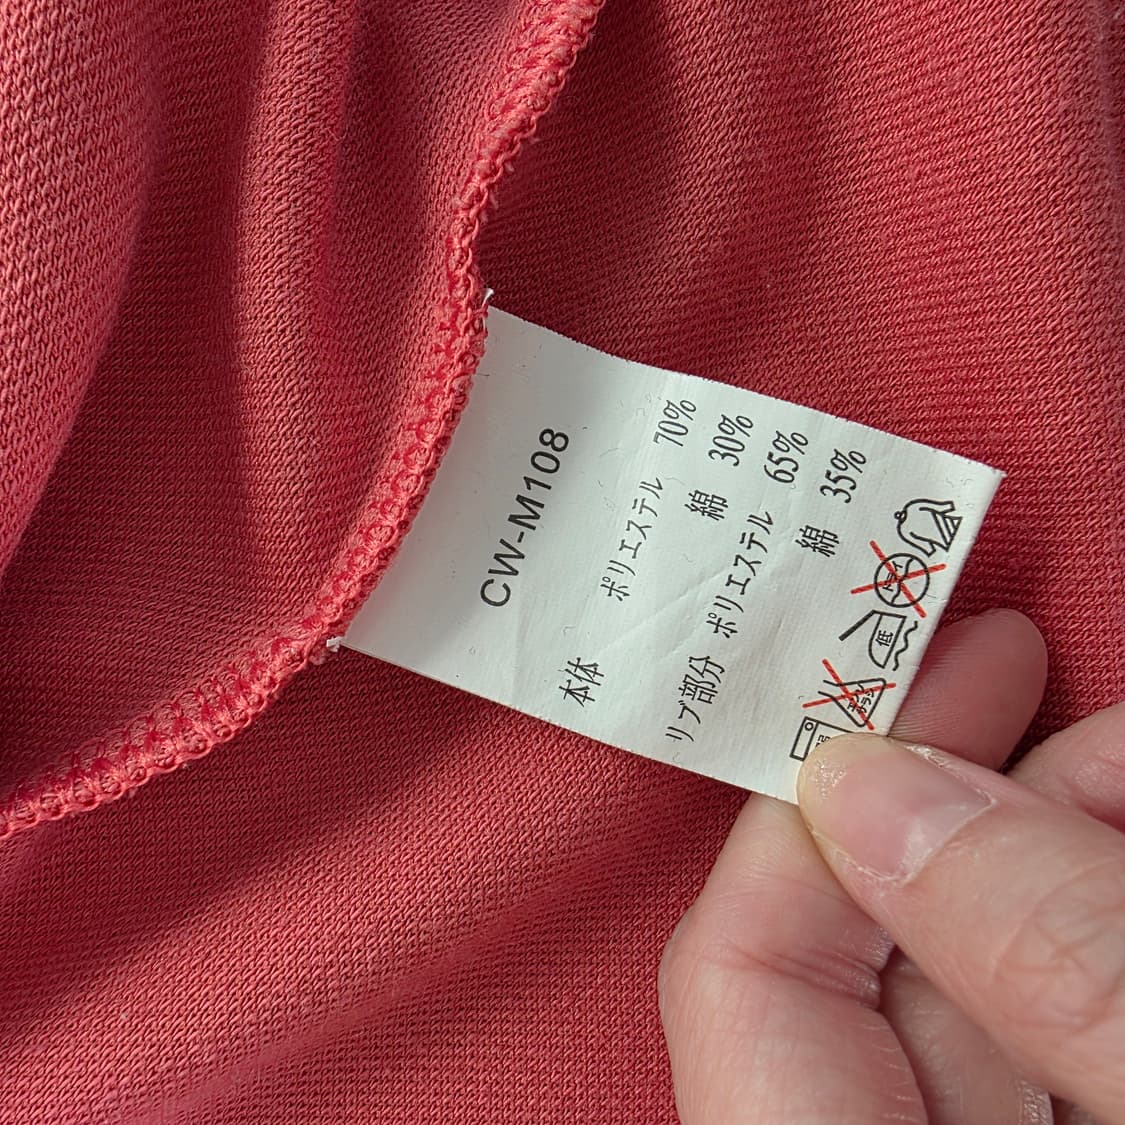 CW-M108
本体 ポリエステル 70%
綿 30%
リブ部分 ポリエステル 65%
綿 35%
低